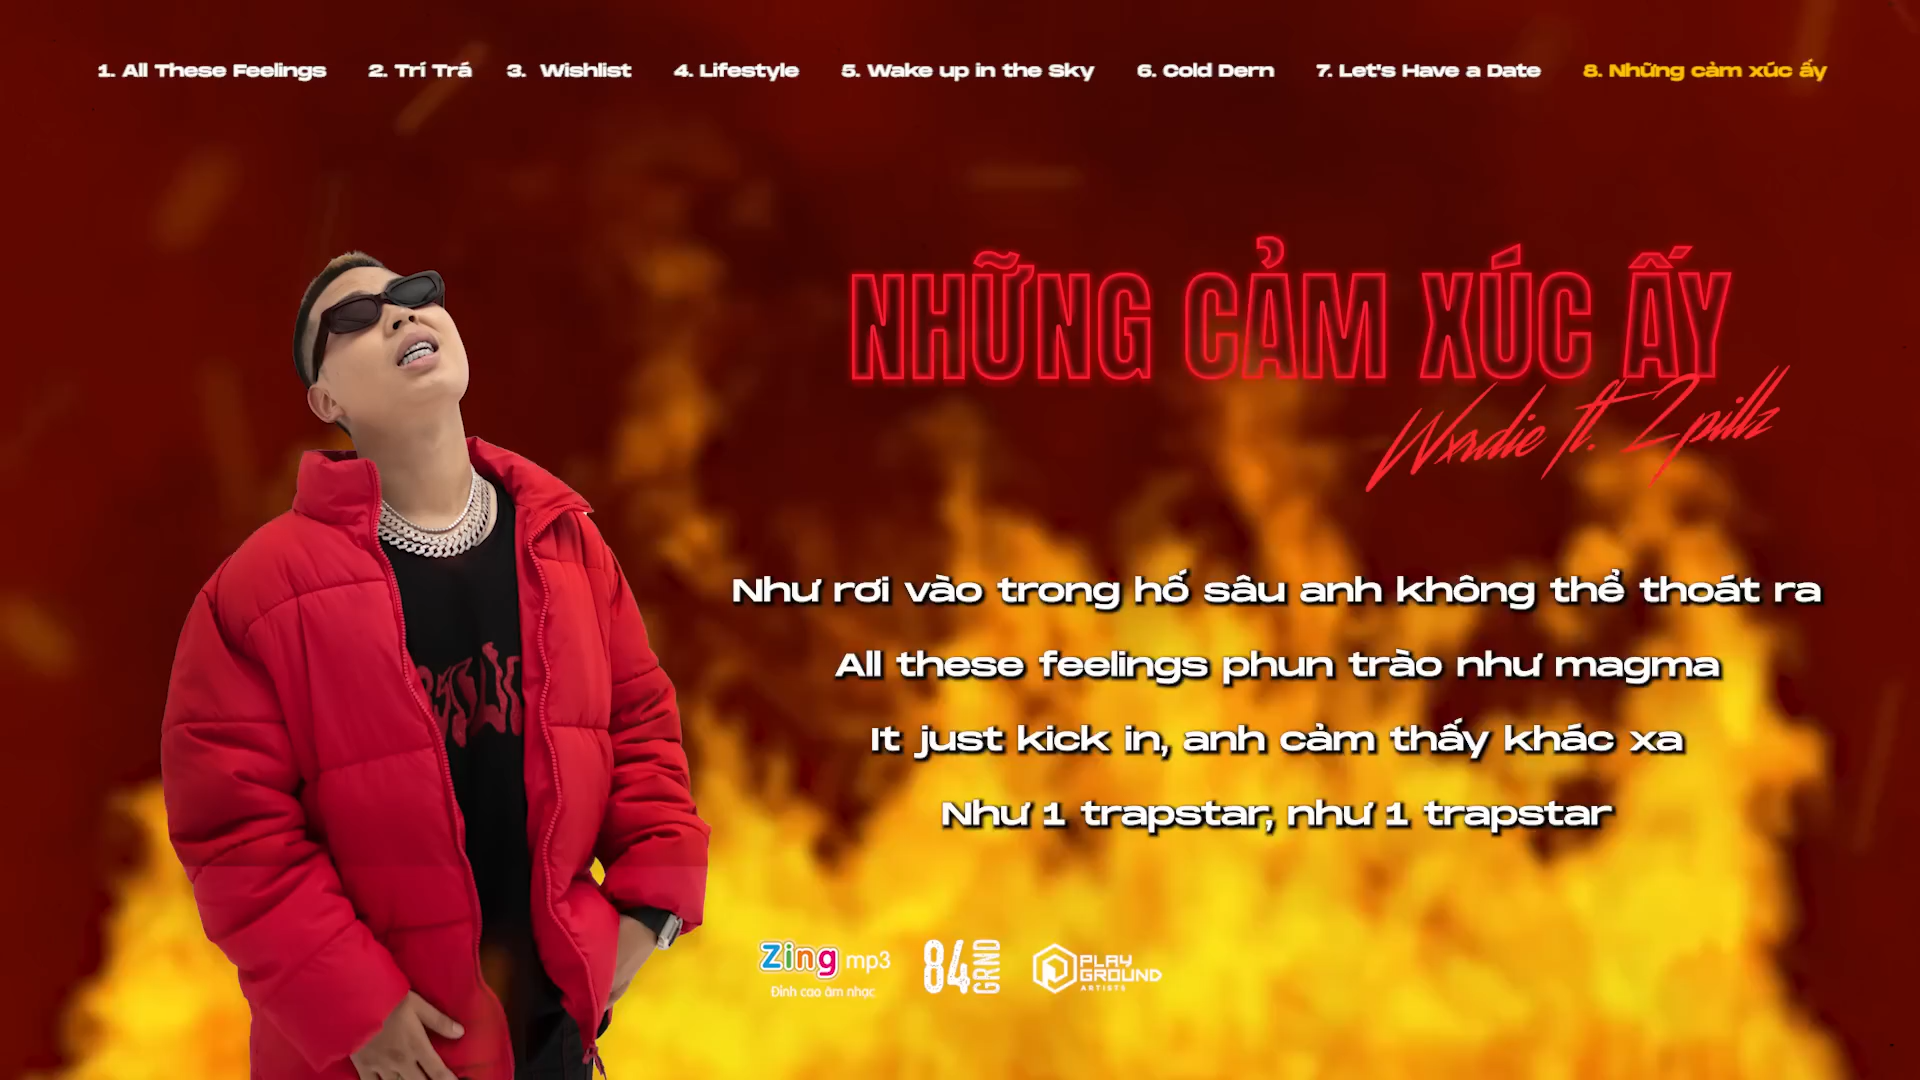 1. All These Feelings 2. Trí Trá 3. Wishlist 4. Lifestyle 5. Wake up in the Sky 6. Cold Dern 7. Let's Have a Date 8. Những cảm xúc ấy
NHỮNG CẢM XÚC ẤY
Wxrdie ft. 2pillz
Như rơi vào trong hố sâu anh không thể thoát ra
All these feelings phun trào như magma
It just kick in, anh cảm thấy khác xa
Như 1 trapstar, như 1 trapstar
Zing mp3
Đỉnh cao âm nhạc
84 GRND
PLAY
GROUND
ARTISTS